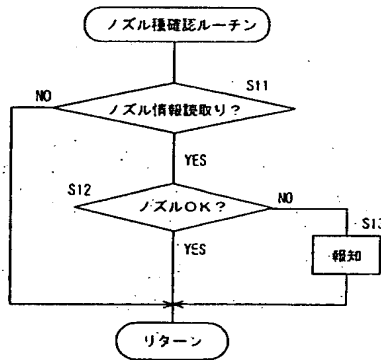 ノズル種確認ルーチン
S11
NO
ノズル情報読取り？
YES
S12
ノズルOK？
NO
S13
YES
報知
リターン